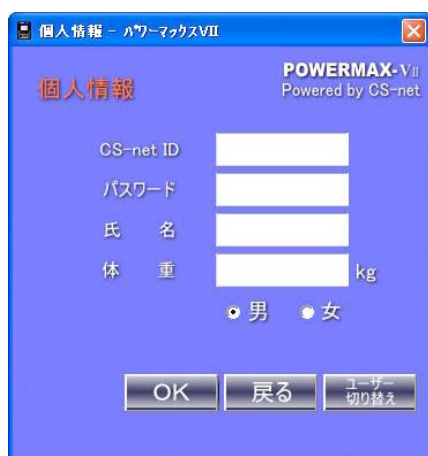 個人情報 - ﾊﾟﾜｰﾏｯｸｽVII
POWERMAX-VII
Powered by CS-net
個人情報
CS-net ID
パスワード
氏 名
体 重
kg
男 女
OK 戻る ユーザー
切り替え